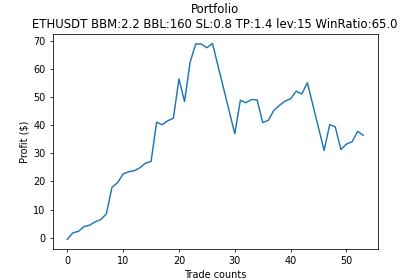 Portfolio
ETHUSDT BBM:2.2 BBL:160 SL:0.8 TP:1.4 lev:15 WinRatio:65.0
70
60
50
40
30
20
10
0
Profit ($)
0 10 20 30 40 50
Trade counts